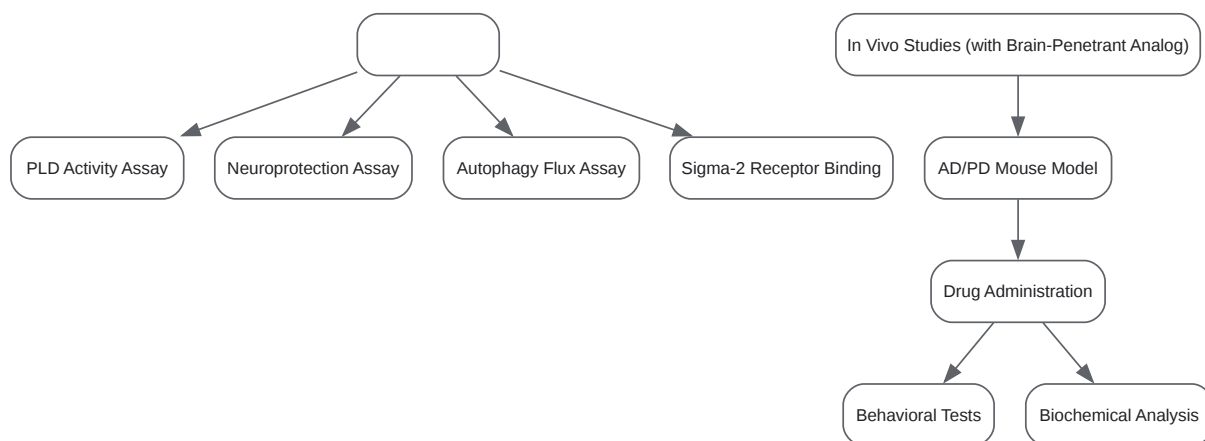 In Vivo Studies (with Brain-Penetrant Analog)
PLD Activity Assay
Neuroprotection Assay
Autophagy Flux Assay
Sigma-2 Receptor Binding
AD/PD Mouse Model
Drug Administration
Behavioral Tests
Biochemical Analysis